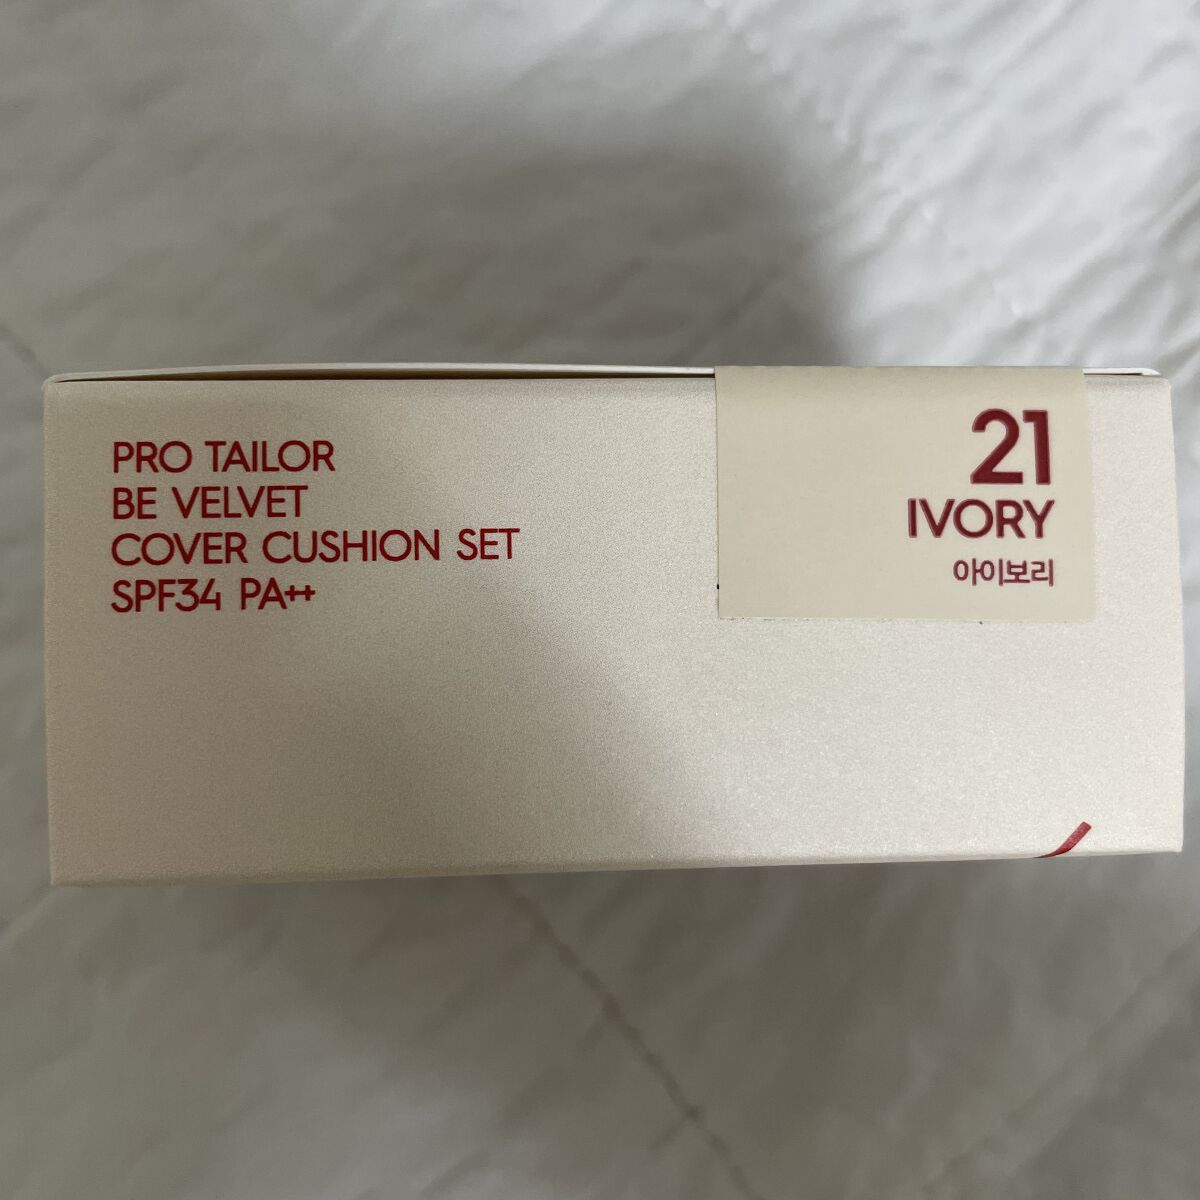 PRO TAILOR
BE VELVET
COVER CUSHION SET
SPF34 PA++
21
IVORY
아이보리